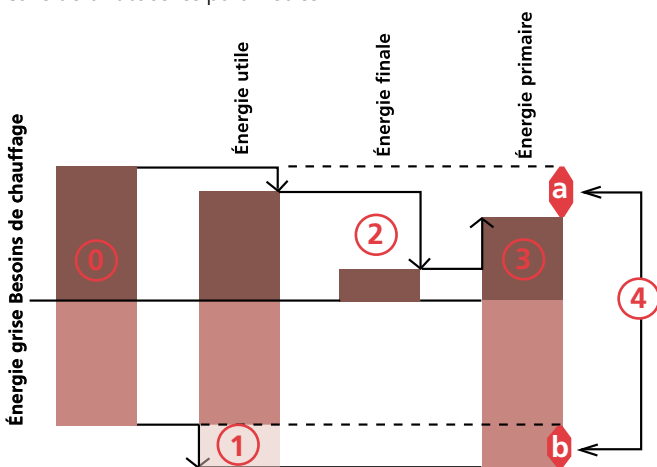 Énergie utile
Énergie finale
Énergie primaire
Énergie grise Besoins de chauffage
a
0
2
3
4
1
b